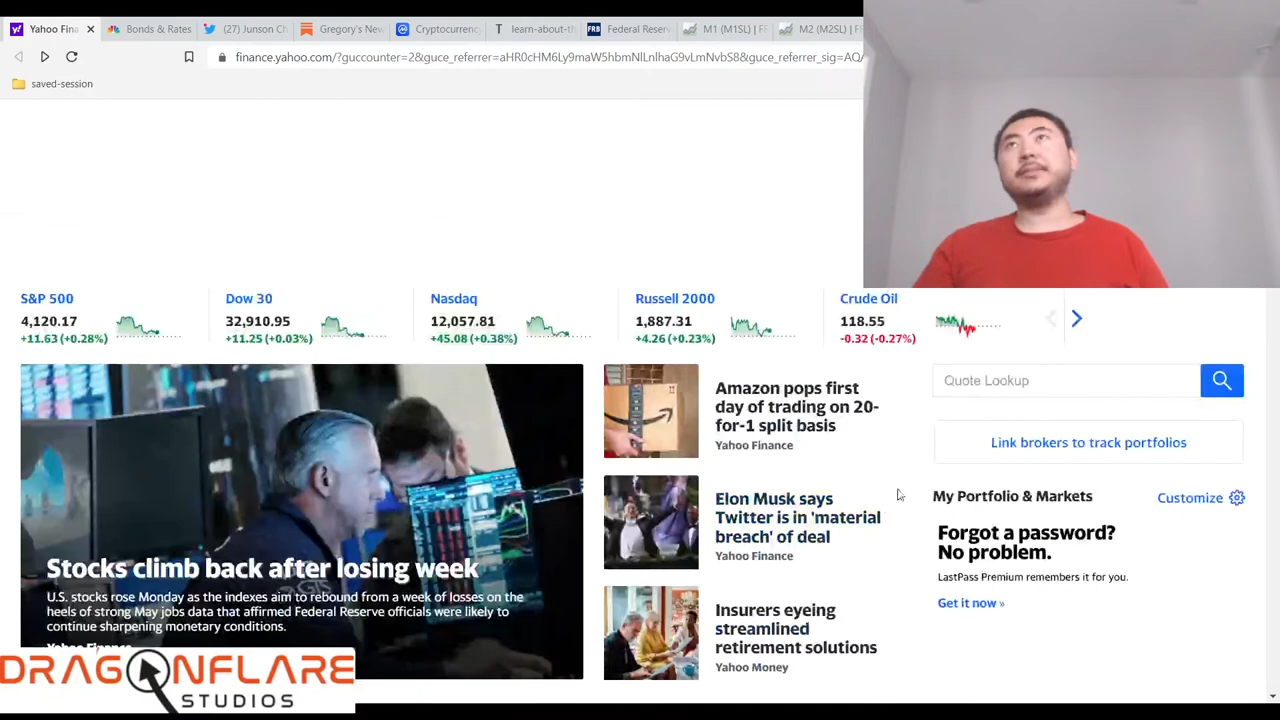 Yahoo Fina
Bonds & Rates
(27) Junson Ch
Gregory's New
Cryptocurrenc
learn-about-th
Federal Reserv
M1 (M1SL) | F
M2 (M2SL) | F
finance.yahoo.com/?guccounter=2&guce_referrer=
saved-session
S&P 500
4,120.17
+11.63 (+0.28%)
Dow 30
32,910.95
+11.25 (+0.03%)
Nasdaq
12,057.81
+45.08 (+0.38%)
Russell 2000
1,887.31
+4.26 (+0.23%)
Crude Oil
118.55
-0.32 (-0.27%)
Stocks climb back after losing week
U.S. stocks rose Monday as the indexes aim to rebound from a week of losses on the
heels of strong May jobs data that affirmed Federal Reserve officials were likely to
continue sharpening monetary conditions.
DRAGONFLARE
STUDIOS
Amazon pops first
day of trading on 20-
for-1 split basis
Yahoo Finance
Elon Musk says
Twitter is in 'material
breach' of deal
Yahoo Finance
Insurers eyeing
streamlined
retirement solutions
Yahoo Money
Quote Lookup
Link brokers to track portfolios
My Portfolio & Markets
Customize
Forgot a password?
No problem.
LastPass Premium remembers it for you.
Get it now »